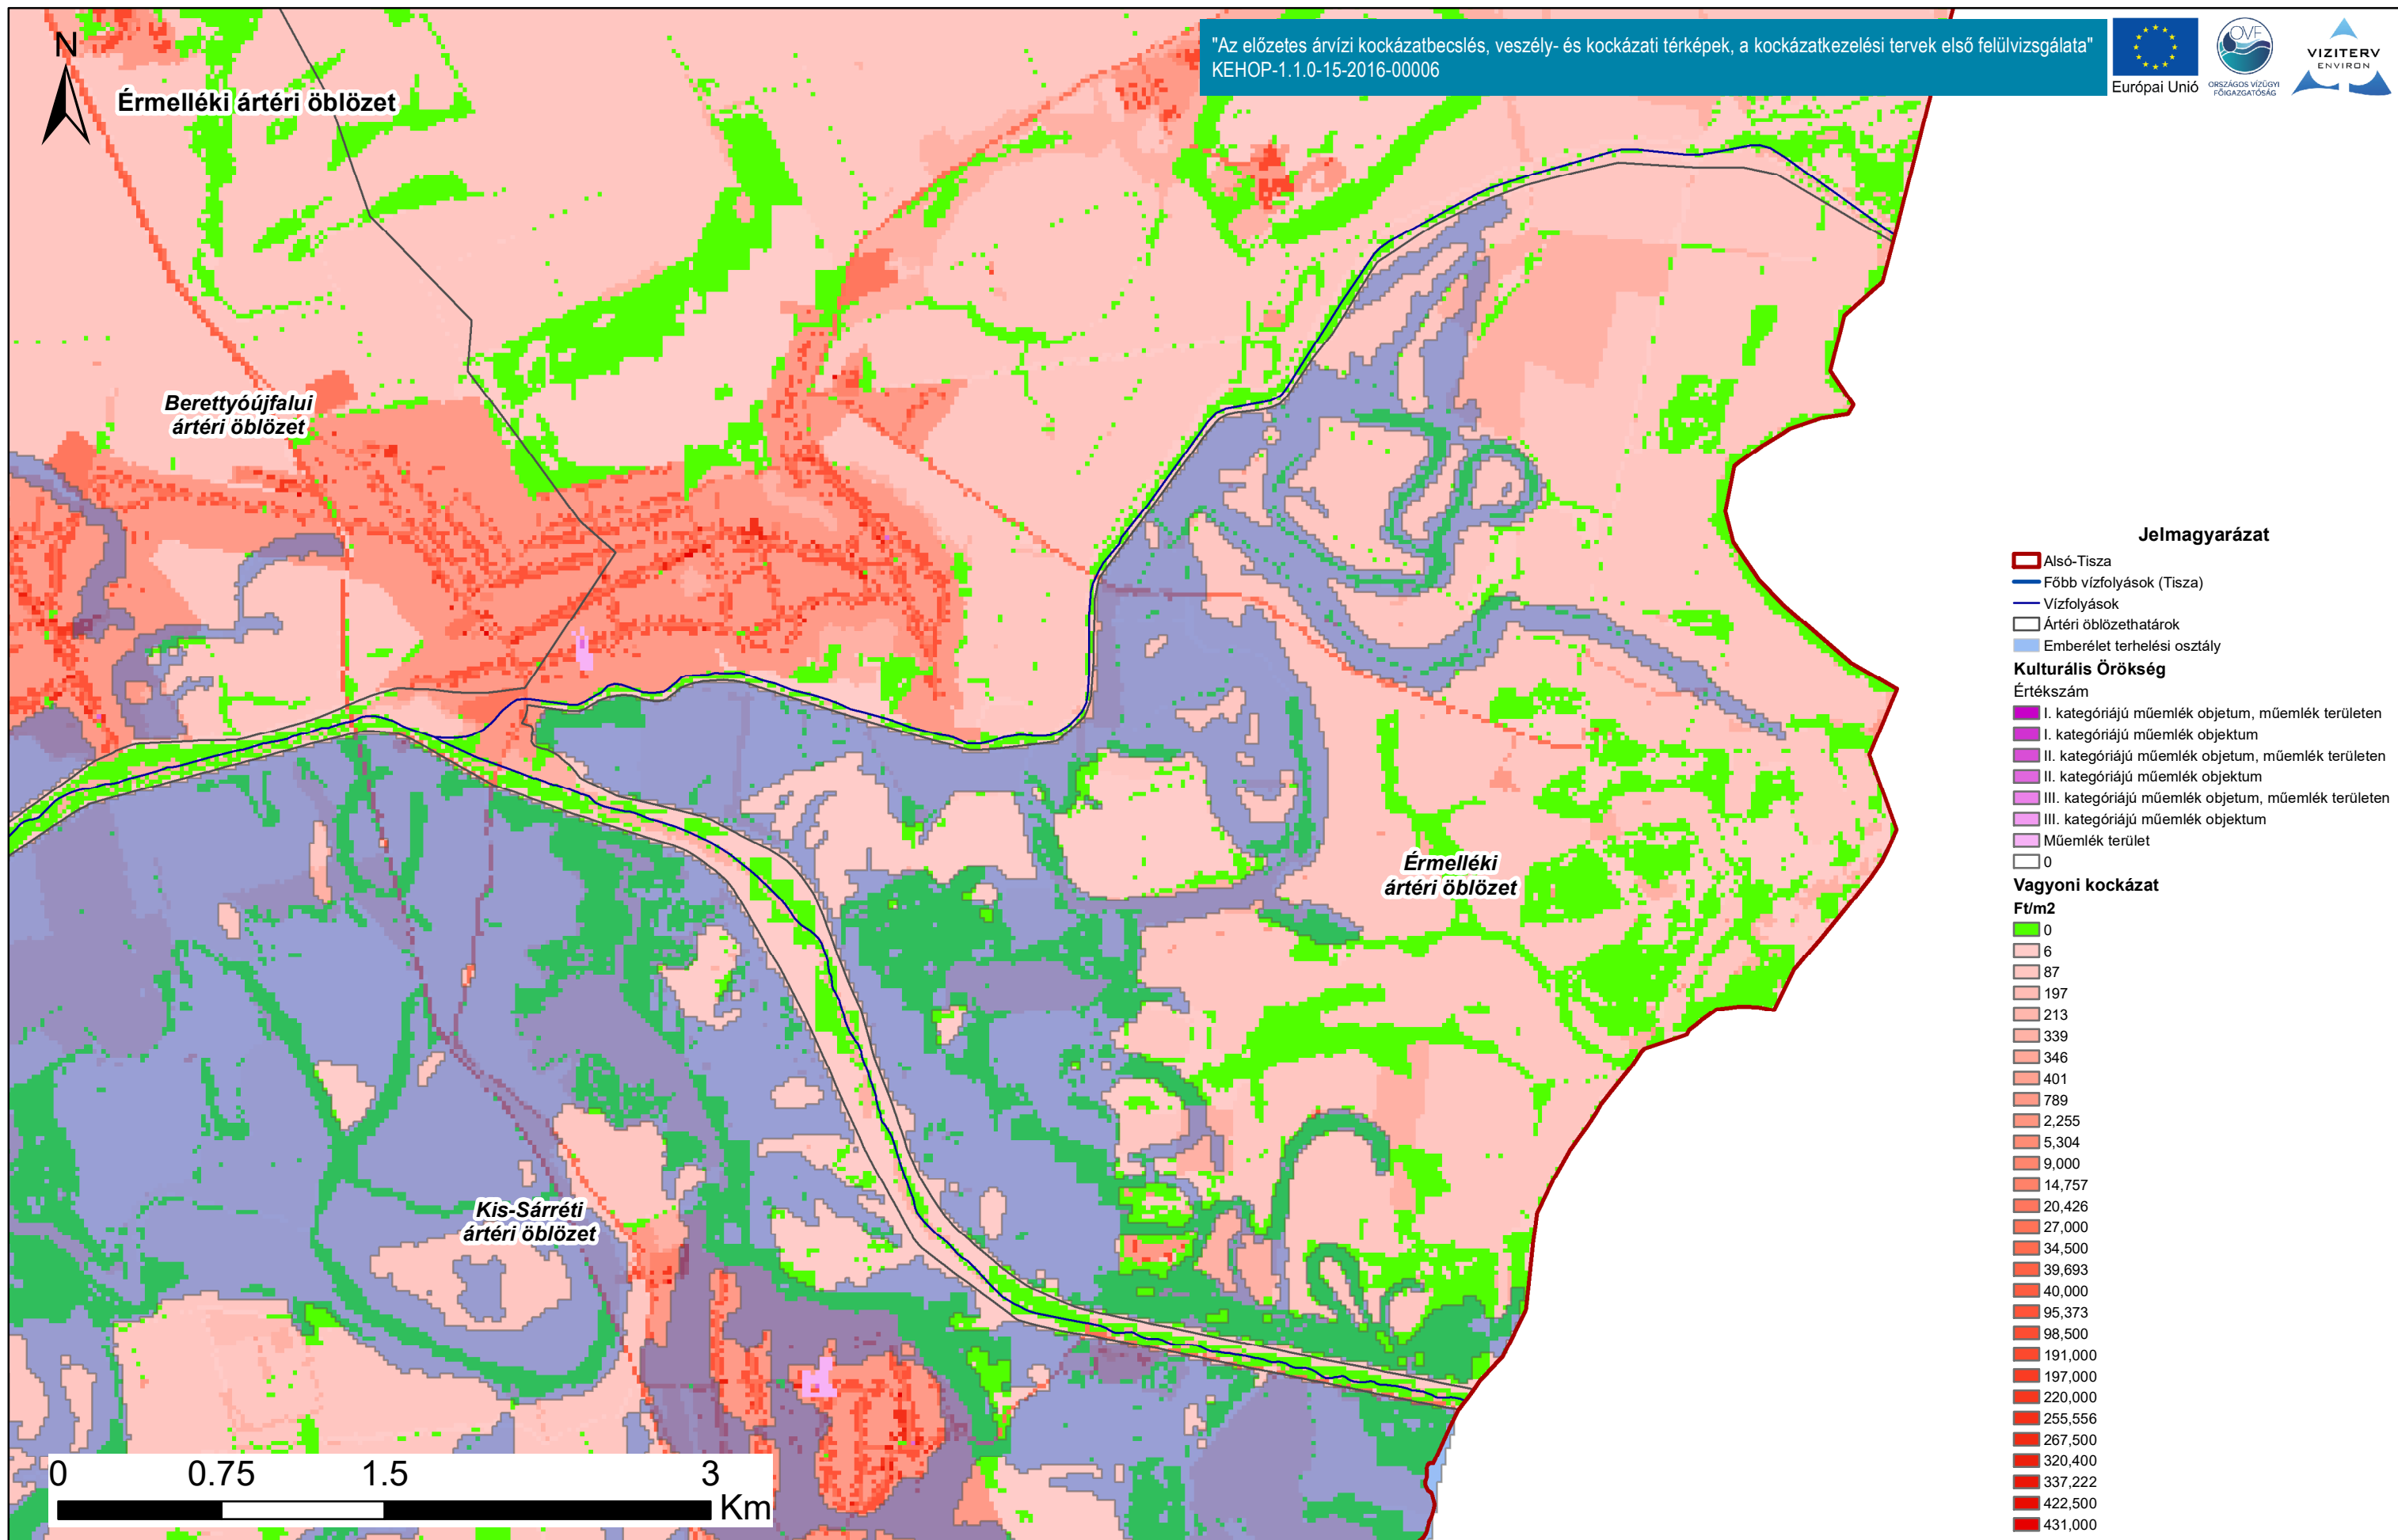 "Az előzetes árvízi kockázatbecslés, veszély- és kockázati térképek, a kockázatkezelési tervek első felülvizsgálata"
KEHOP-1.1.0-15-2016-00006
Európai Unió
OVF
ORSZÁGOS VÍZÜGYI
FŐIGAZGATÓSÁG
VIZITERV
ENVIRON
N
Érmelléki ártéri öblözet
Berettyóújfalui
ártéri öblözet
Érmelléki
ártéri öblözet
Kis-Sárréti
ártéri öblözet
0 0.75 1.5 3
Km
Jelmagyarázat
Alsó-Tisza
Főbb vízfolyások (Tisza)
Vízfolyások
Ártéri öblözethatárok
Emberélet terhelési osztály
Kulturális Örökség
Értékszám
I. kategóriájú műemlék objetum, műemlék területen
I. kategóriájú műemlék objektum
II. kategóriájú műemlék objetum, műemlék területen
II. kategóriájú műemlék objektum
III. kategóriájú műemlék objetum, műemlék területen
III. kategóriájú műemlék objektum
Műemlék terület
0
Vagyoni kockázat
Ft/m2
0
6
87
197
213
339
346
401
789
2,255
5,304
9,000
14,757
20,426
27,000
34,500
39,693
40,000
95,373
98,500
191,000
197,000
220,000
255,556
267,500
320,400
337,222
422,500
431,000